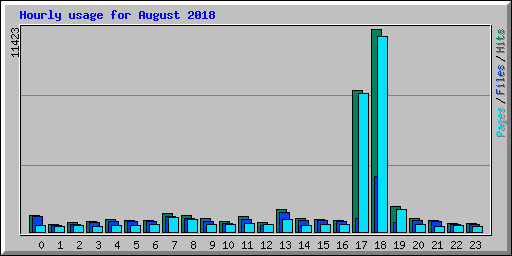 Hourly usage for August 2018
11423
Pages / Files / Hits
0 1 2 3 4 5 6 7 8 9 10 11 12 13 14 15 16 17 18 19 20 21 22 23